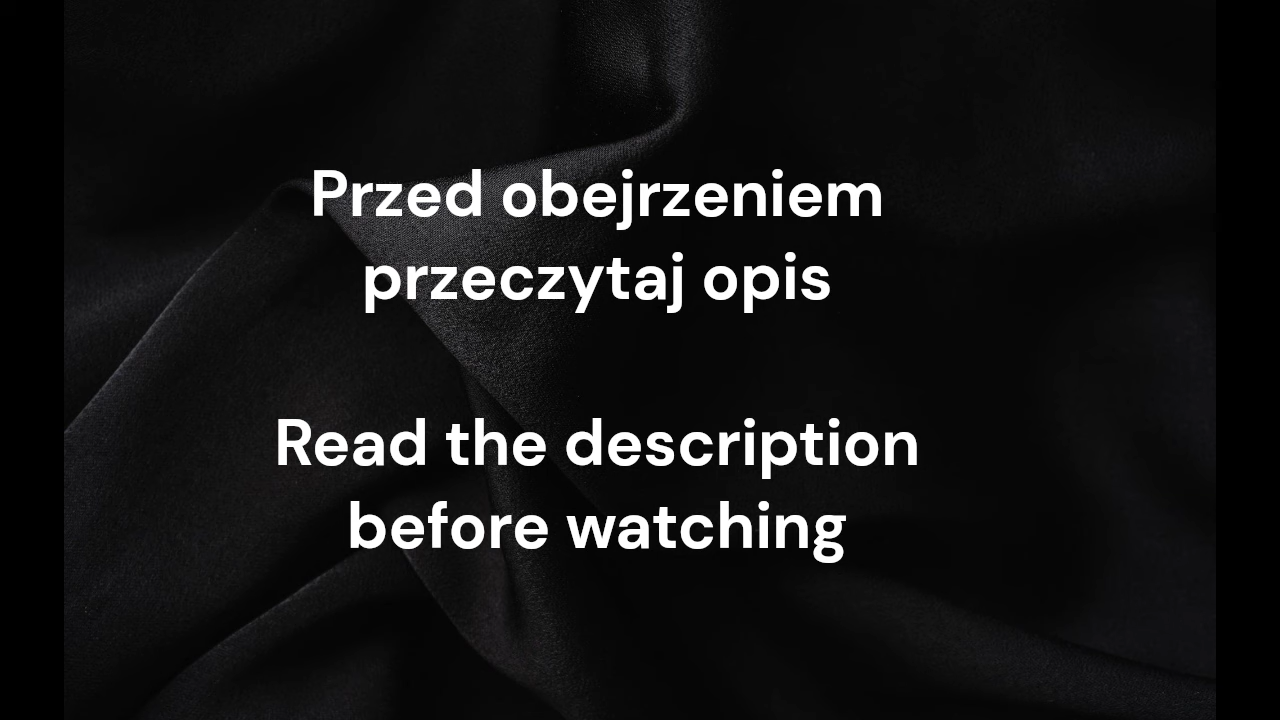 Przed obejrzeniem
przeczytaj opis
Read the description
before watching